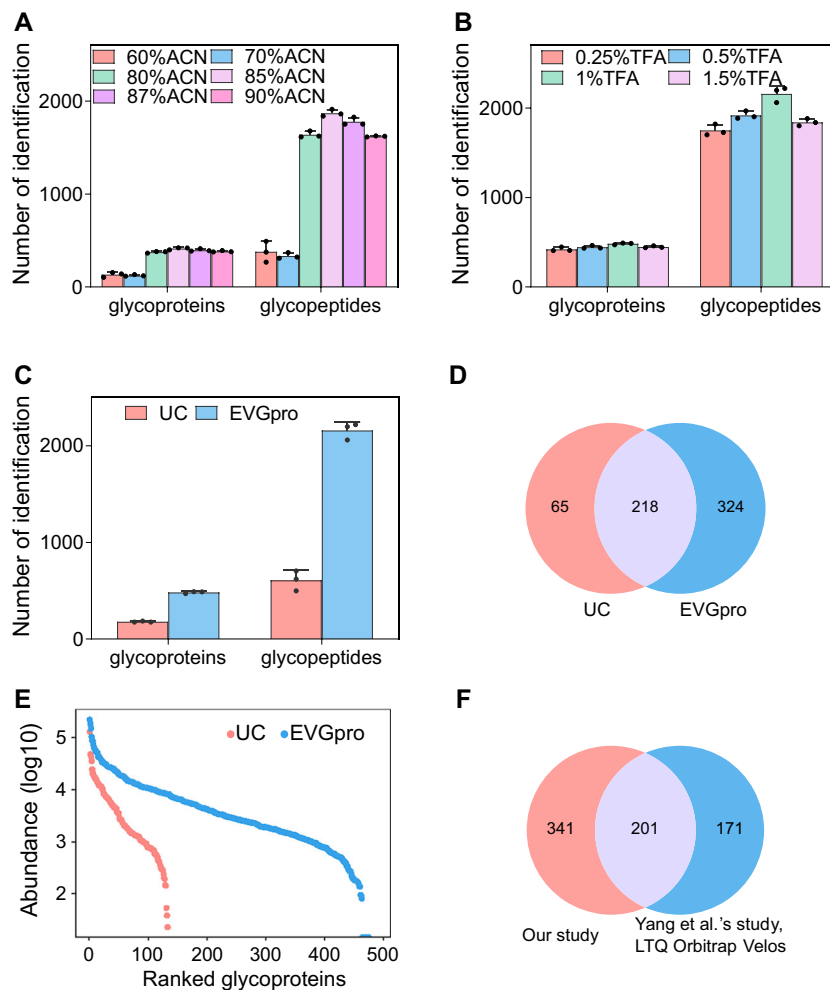 A
60%ACN 70%ACN
80%ACN 85%ACN
87%ACN 90%ACN
Number of identification
2000
1000
0
glycoproteins glycopeptides
B
0.25%TFA 0.5%TFA
1%TFA 1.5%TFA
Number of identification
2000
1000
0
glycoproteins glycopeptides
C
UC EVGpro
Number of identification
2000
1000
0
glycoproteins glycopeptides
D
65 218 324
UC EVGpro
E
UC EVGpro
Abundance (log10)
5
4
3
2
0 100 200 300 400 500
Ranked glycoproteins
F
341 201 171
Our study
Yang et al.'s study,
LTQ Orbitrap Velos